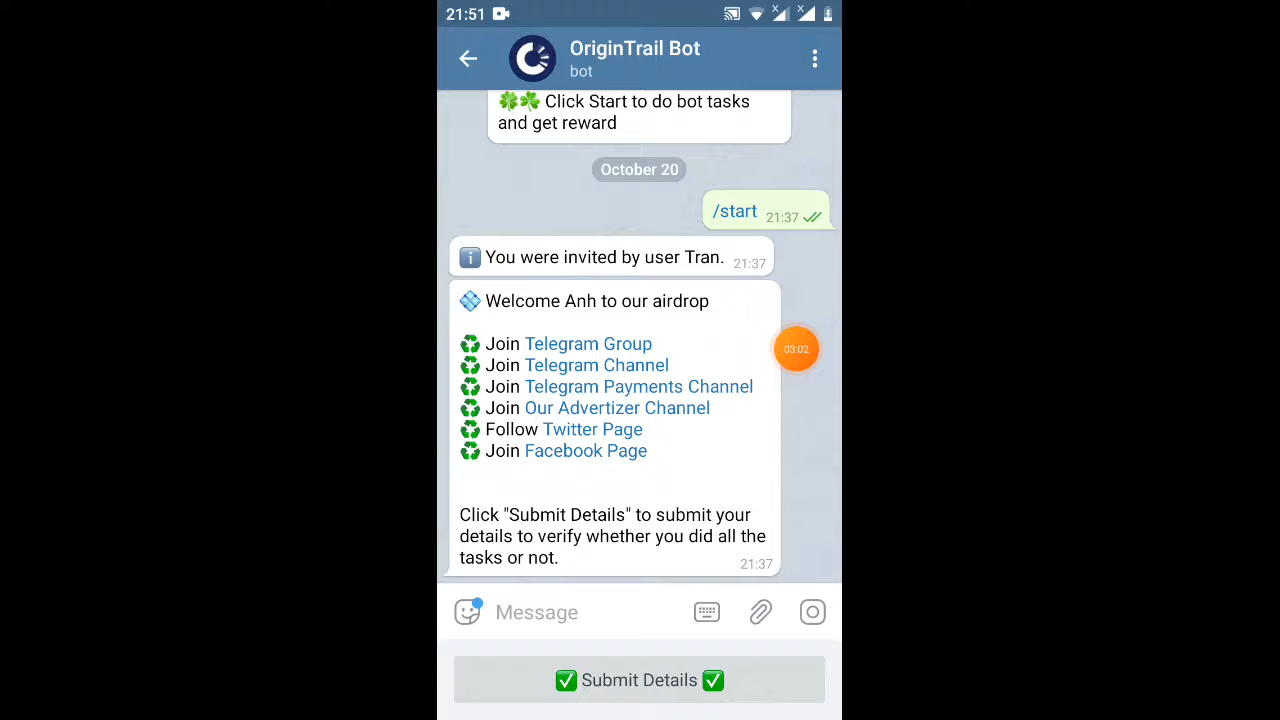 21:51
OriginTrail Bot
bot
🍀🍀 Click Start to do bot tasks
and get reward
October 20
/start 21:37
ℹ️ You were invited by user Tran. 21:37
💠 Welcome Anh to our airdrop
♻️ Join Telegram Group
♻️ Join Telegram Channel
♻️ Join Telegram Payments Channel
♻️ Join Our Advertizer Channel
♻️ Follow Twitter Page
♻️ Join Facebook Page
03:02
Click "Submit Details" to submit your
details to verify whether you did all the
tasks or not. 21:37
Message
✅ Submit Details ✅